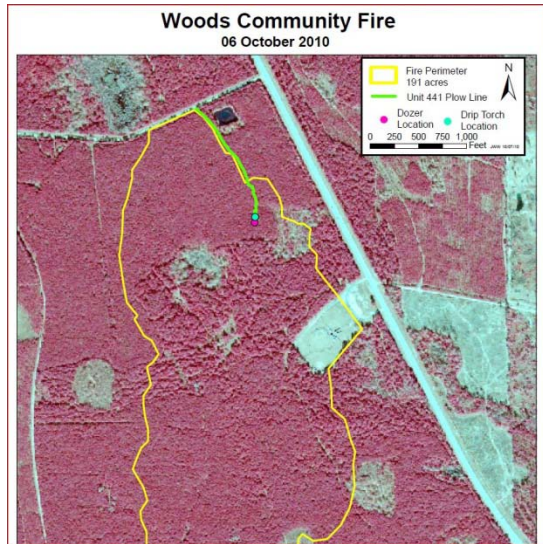 Woods Community Fire
06 October 2010
Fire Perimeter
191 acres
N
Unit 441 Plow Line
Dozer Location
Drip Torch Location
0 250 500 750 1,000
Feet